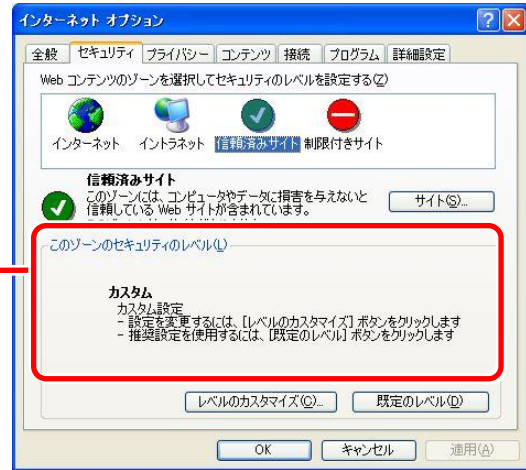 インターネット オプション
全般 セキュリティ プライバシー コンテンツ 接続 プログラム 詳細設定
Web コンテンツのゾーンを選択してセキュリティのレベルを設定する(Z)
インターネット イントラネット 信頼済みサイト 制限付きサイト
信頼済みサイト
このゾーンには、コンピュータやデータに損害を与えないと
信頼している Web サイトが含まれています。
サイト(S)...
このゾーンのセキュリティのレベル(L)
カスタム
カスタム設定
- 設定を変更するには、[レベルのカスタマイズ] ボタンをクリックします
- 推奨設定を使用するには、[既定のレベル] ボタンをクリックします
レベルのカスタマイズ(C)... 既定のレベル(D)
OK キャンセル 適用(A)